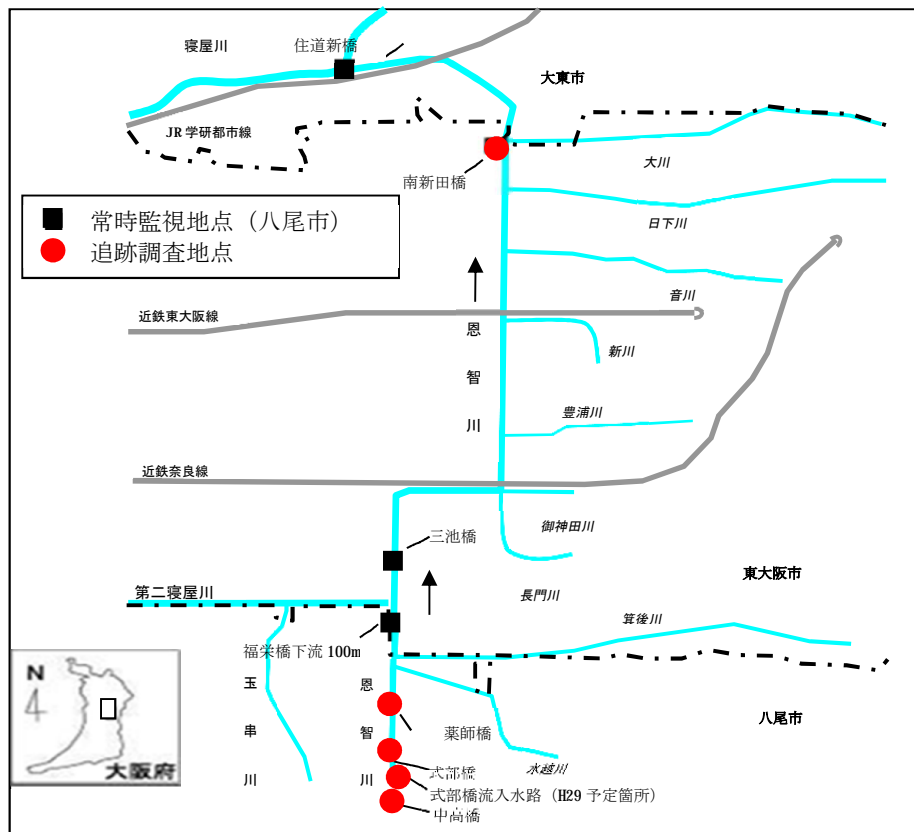 住道新橋
寝屋川
大東市
JR学研都市線
大川
南新田橋
常時監視地点（八尾市）
追跡調査地点
日下川
音川
近鉄東大阪線
恩智川
新川
豊浦川
近鉄奈良線
御神田川
三池橋
東大阪市
第二寝屋川
長門川
箕後川
福栄橋下流 100m
恩智川
玉串川
薬師橋
八尾市
水越川
式部橋
式部橋流入水路（H29 予定箇所）
中高橋
N
4
大阪府